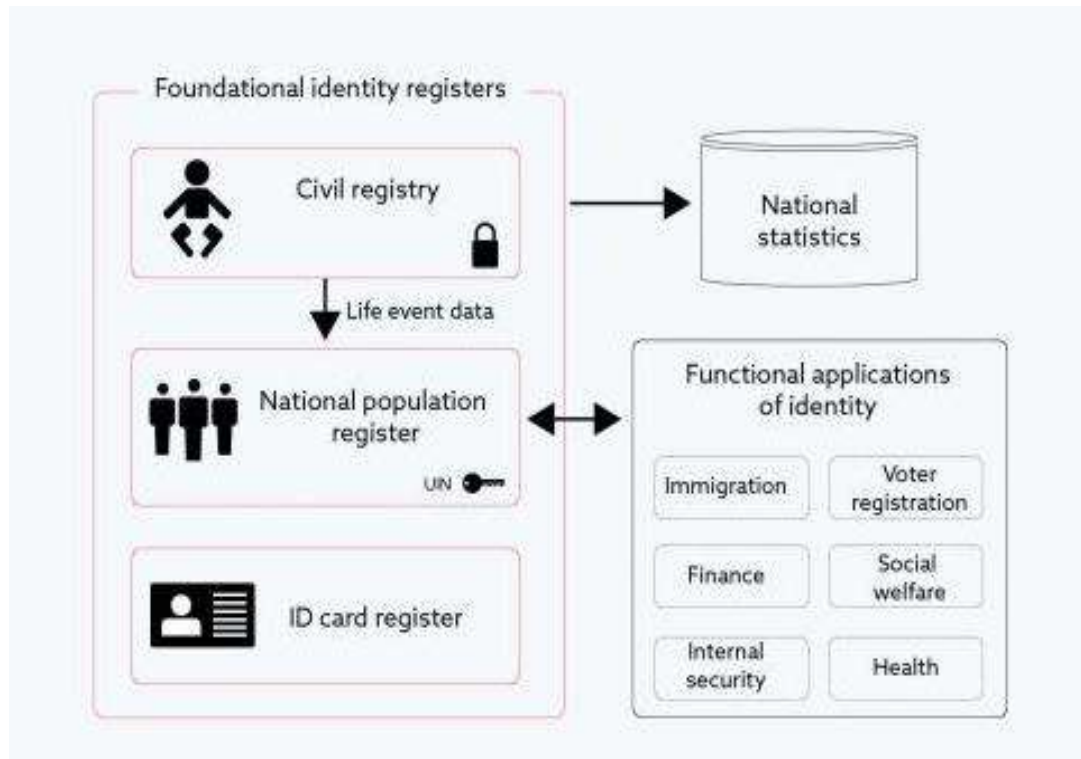 Foundational identity registers
Civil registry
Life event data
National population
register
UIN
ID card register
National
statistics
Functional applications
of identity
Immigration
Voter
registration
Finance
Social
welfare
Internal
security
Health